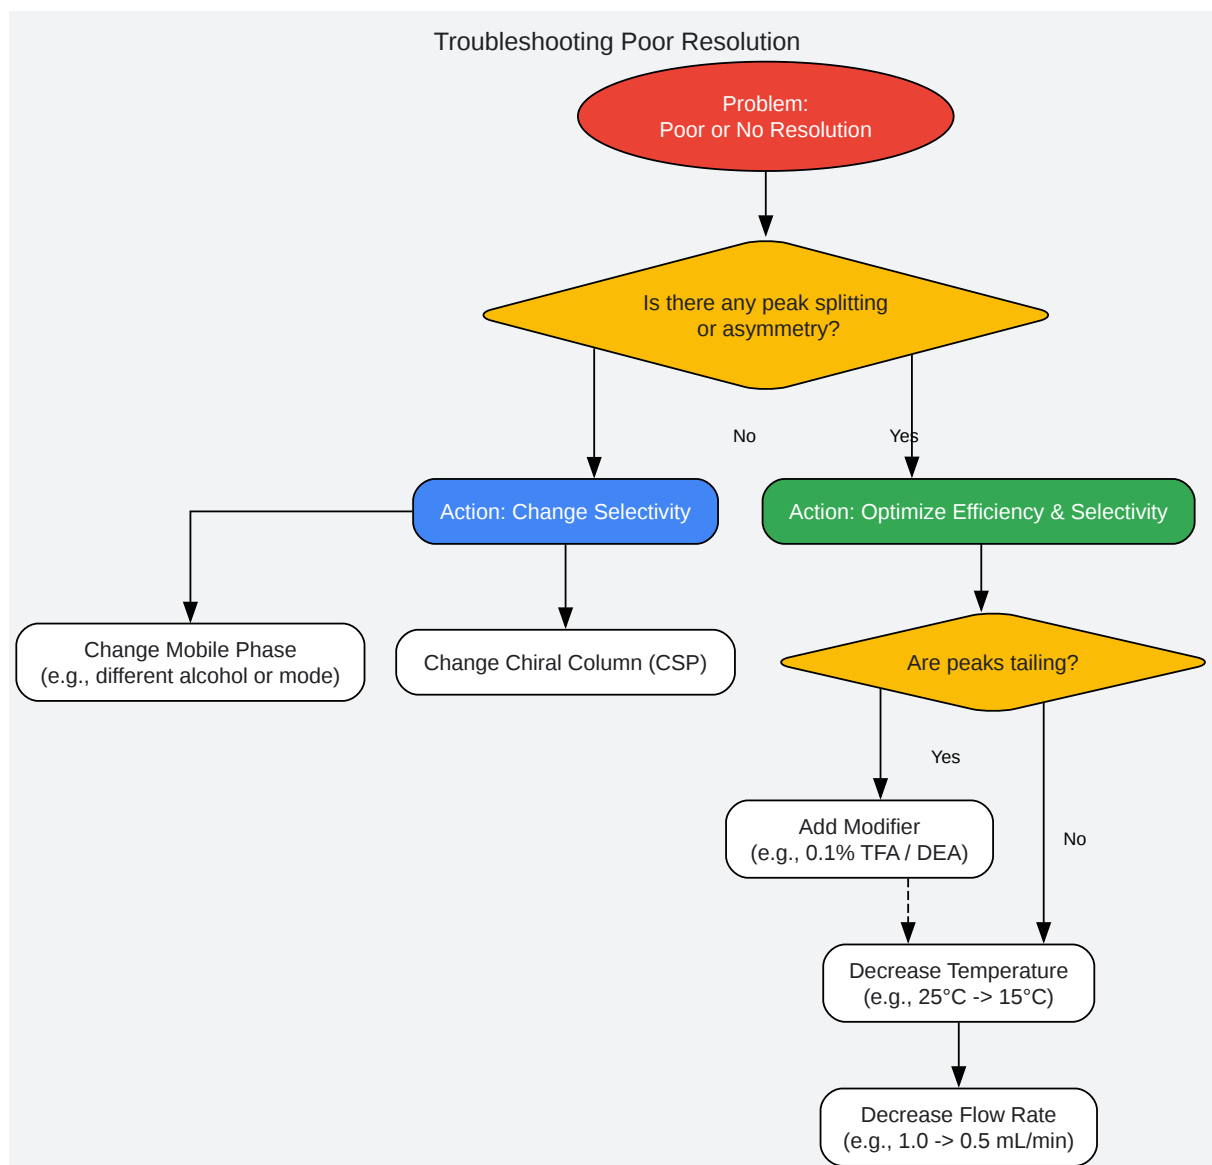 Troubleshooting Poor Resolution
Problem:
Poor or No Resolution
Is there any peak splitting
or asymmetry?
No
Yes
Action: Change Selectivity
Action: Optimize Efficiency & Selectivity
Change Mobile Phase
(e.g., different alcohol or mode)
Change Chiral Column (CSP)
Are peaks tailing?
Yes
Add Modifier
(e.g., 0.1% TFA / DEA)
No
Decrease Temperature
(e.g., 25°C -> 15°C)
Decrease Flow Rate
(e.g., 1.0 -> 0.5 mL/min)